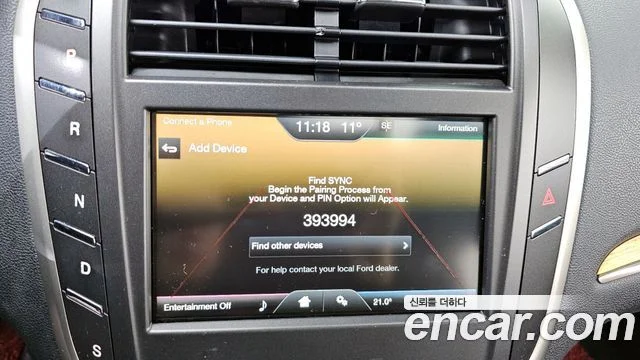 P
R
N
D
S
Connect a Phone
11:18 11°
SE
Information
Add Device
Find SYNC
Begin the Pairing Process from
your Device and PIN Option will Appear.
393994
Find other devices >
For help contact your local Ford dealer.
Entertainment Off
21.0°
신뢰를 더하다
encar.com